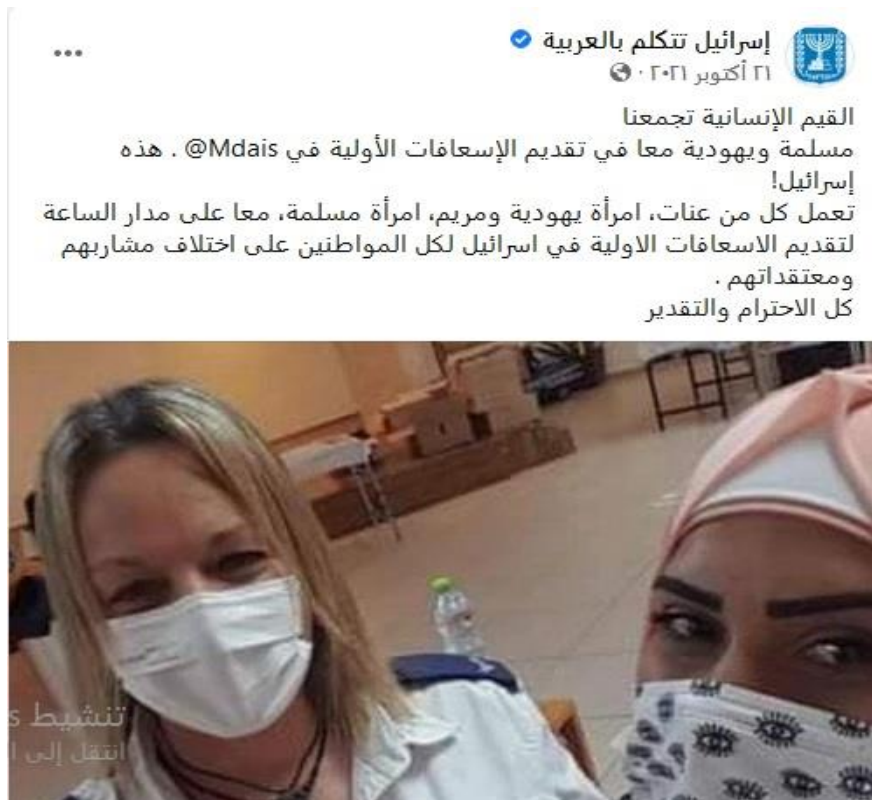 إسرائيل تتكلم بالعربية
٢١ أكتوبر ٢٠٢١ ·
القيم الإنسانية تجمعنا
مسلمة ويهودية معا في تقديم الإسعافات الأولية في Mdais@ . هذه
إسرائيل!
تعمل كل من عنات، امرأة يهودية ومريم، امرأة مسلمة، معا على مدار الساعة
لتقديم الاسعافات الاولية في اسرائيل لكل المواطنين على اختلاف مشاربهم
ومعتقداتهم .
كل الاحترام والتقدير
تنشيط
انتقل إلى